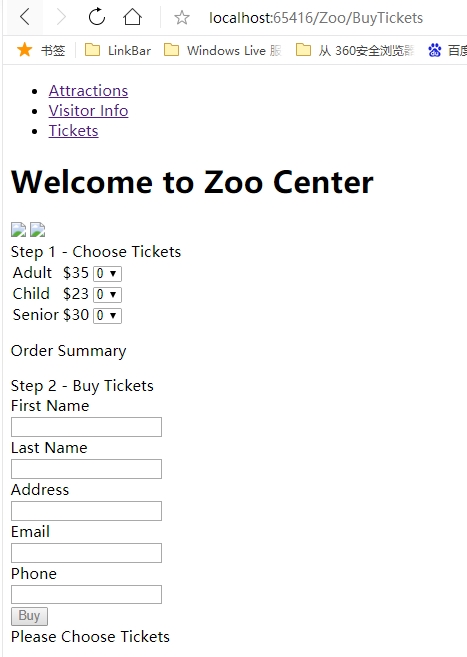 localhost:65416/Zoo/BuyTickets
书签 LinkBar Windows Live 服 从 360安全浏览器 百度
Attractions
Visitor Info
Tickets
Welcome to Zoo Center
Step 1 - Choose Tickets
Adult $35 0
Child $23 0
Senior $30 0
Order Summary
Step 2 - Buy Tickets
First Name
Last Name
Address
Email
Phone
Buy
Please Choose Tickets